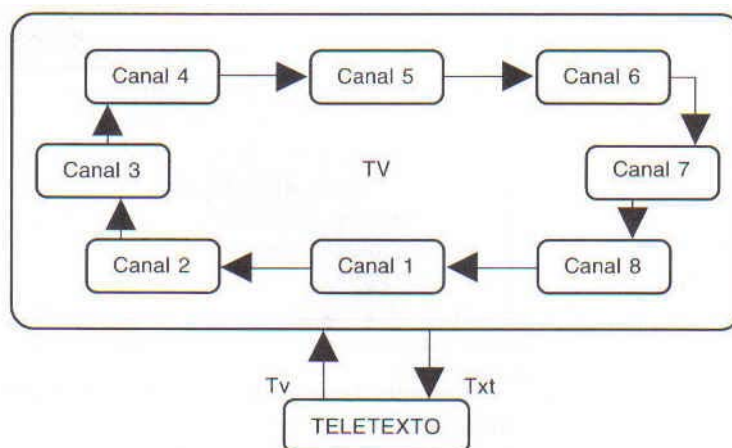 Canal 4
Canal 5
Canal 6
Canal 3
TV
Canal 7
Canal 2
Canal 1
Canal 8
Tv
Txt
TELETEXTO